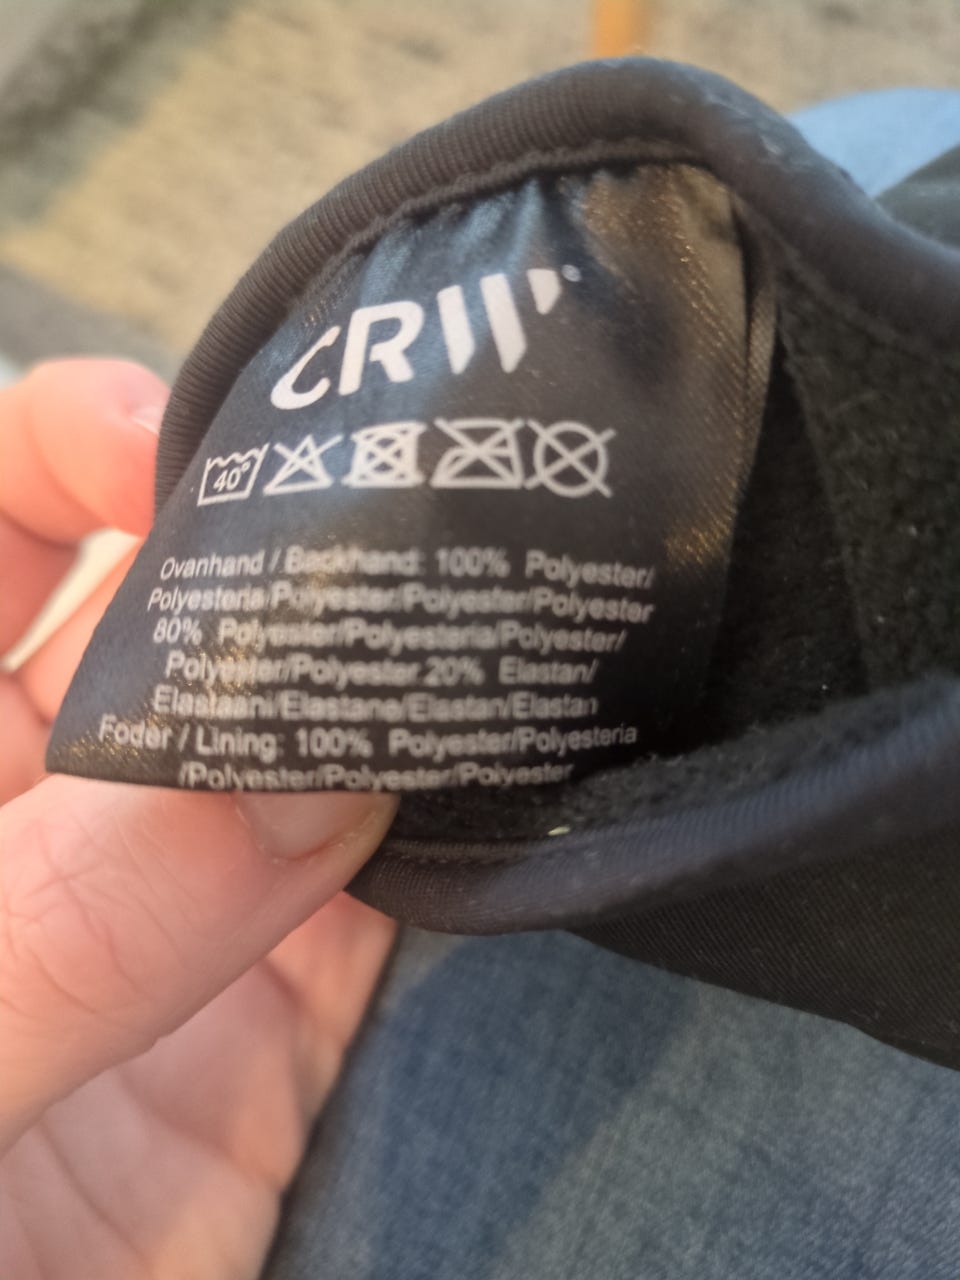 CRW
40°
Ovanhand / Backhand: 100% Polyester/
Polyesteria/Polyester/Polyester/Polyester
80% Polyester/Polyesteria/Polyester/
Polyester/Polyester 20% Elastan/
Elastaani/Elastane/Elastan/Elastan
Foder / Lining: 100% Polyester/Polyesteria
/Polyester/Polyester/Polyester